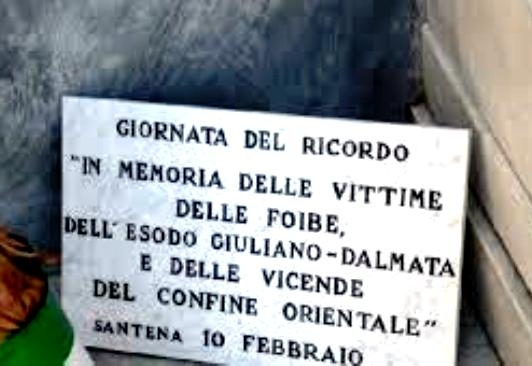 GIORNATA DEL RICORDO
"IN MEMORIA DELLE VITTIME
DELLE FOIBE,
DELL'ESODO GIULIANO-DALMATA
E DELLE VICENDE
DEL CONFINE ORIENTALE"
SANTENA 10 FEBBRAIO